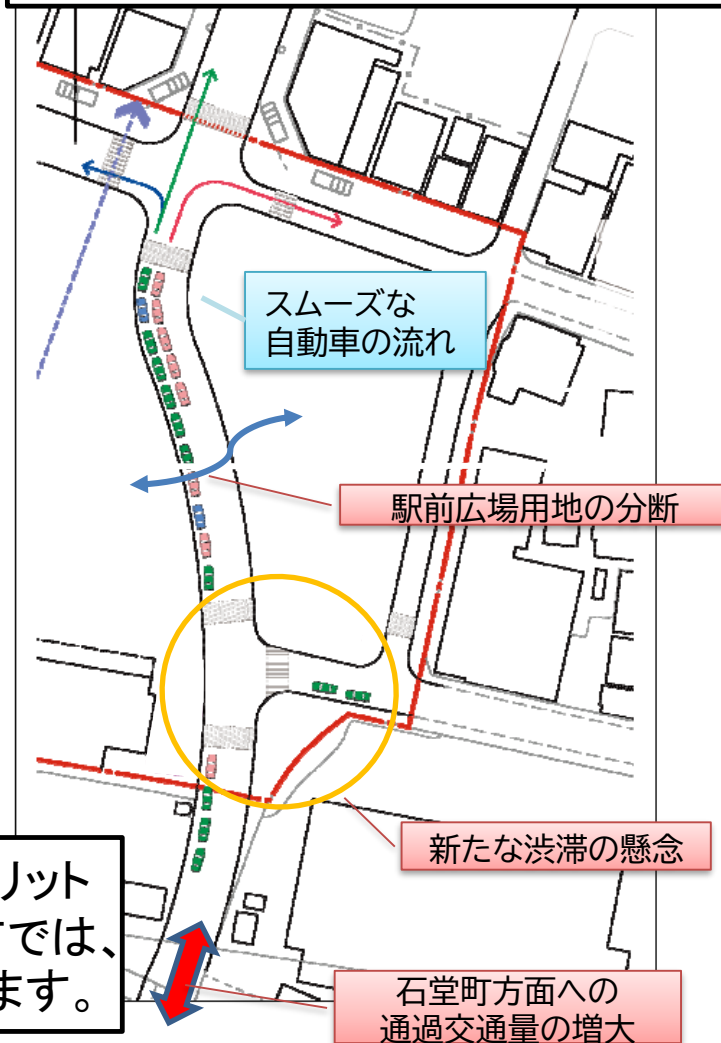 スムーズな
自動車の流れ
駅前広場用地の分断
新たな渋滞の懸念
リット
では、
ます。
石堂町方面への
通過交通量の増大